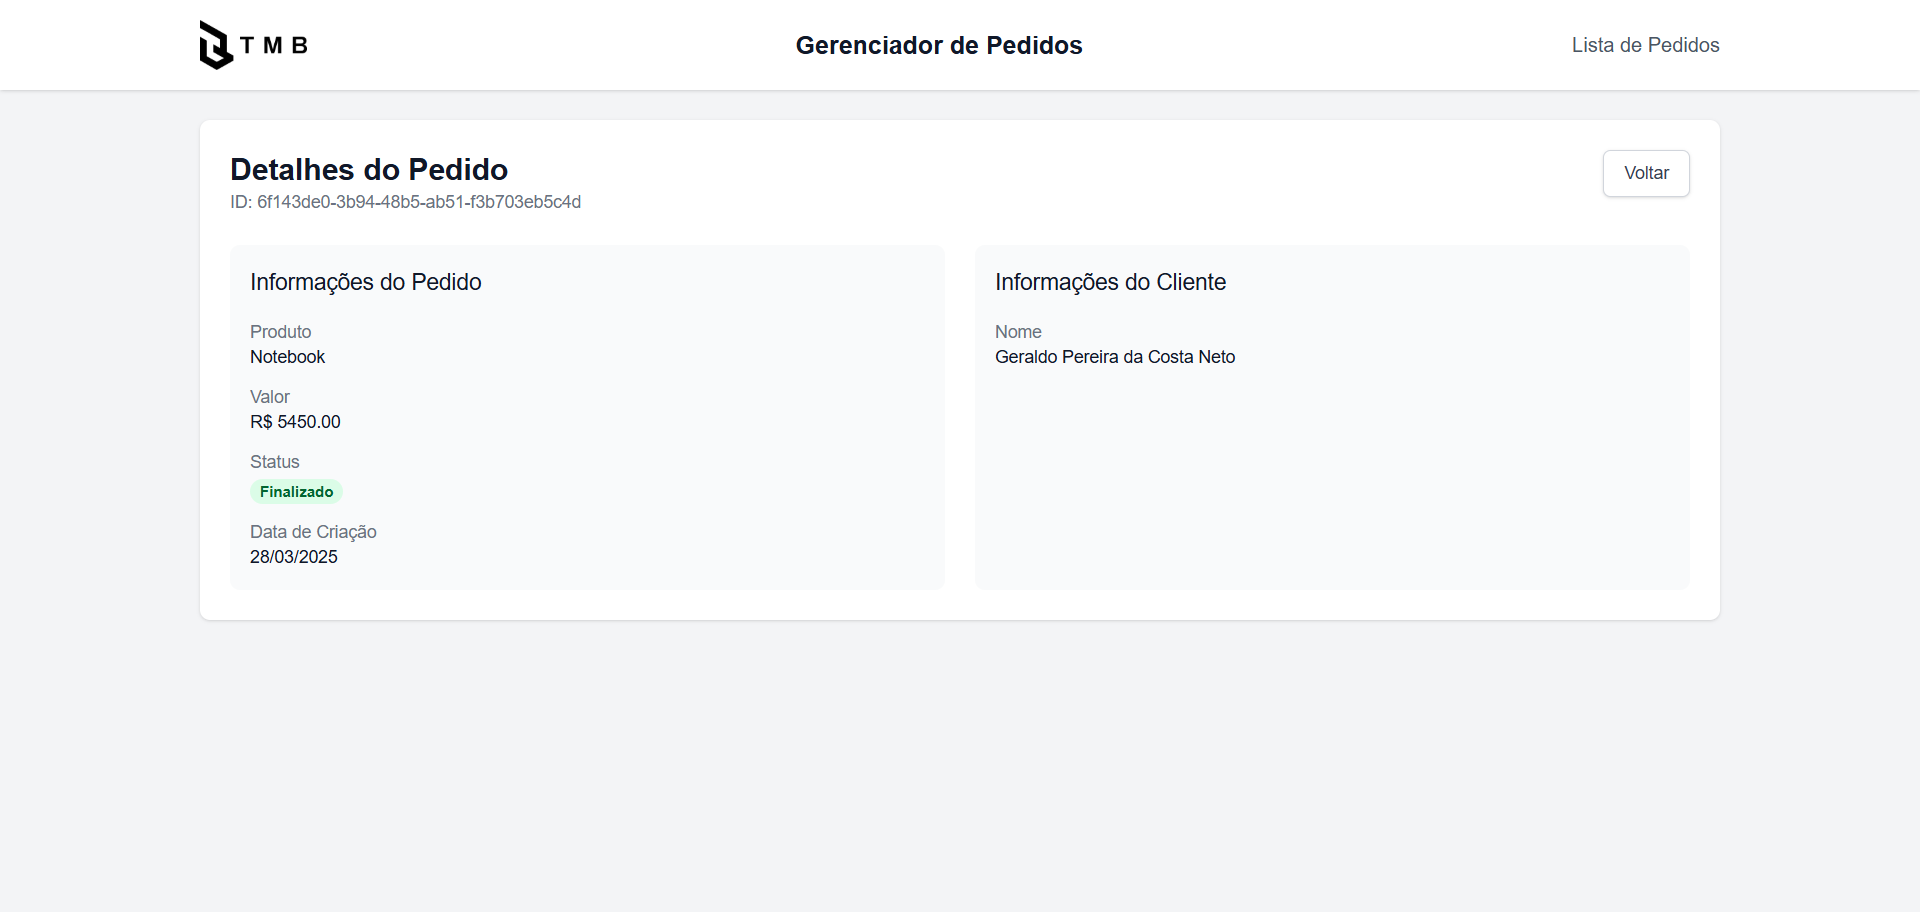 T M B
Gerenciador de Pedidos
Lista de Pedidos
Detalhes do Pedido
Voltar
ID: 6f143de0-3b94-48b5-ab51-f3b703eb5c4d
Informações do Pedido
Produto
Notebook
Valor
R$ 5450.00
Status
Finalizado
Data de Criação
28/03/2025
Informações do Cliente
Nome
Geraldo Pereira da Costa Neto